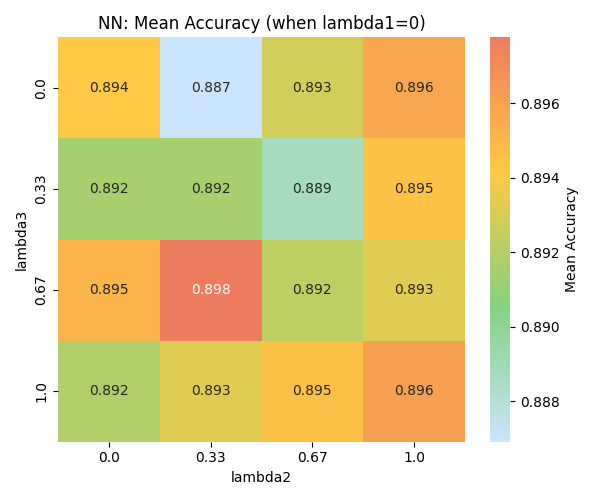 NN: Mean Accuracy (when lambda1=0)
0.0 0.894 0.887 0.893 0.896
0.33 0.892 0.892 0.889 0.895
0.67 0.895 0.898 0.892 0.893
1.0 0.892 0.893 0.895 0.896
0.0 0.33 0.67 1.0
lambda2
lambda3
0.896
0.894
0.892
0.890
0.888
Mean Accuracy